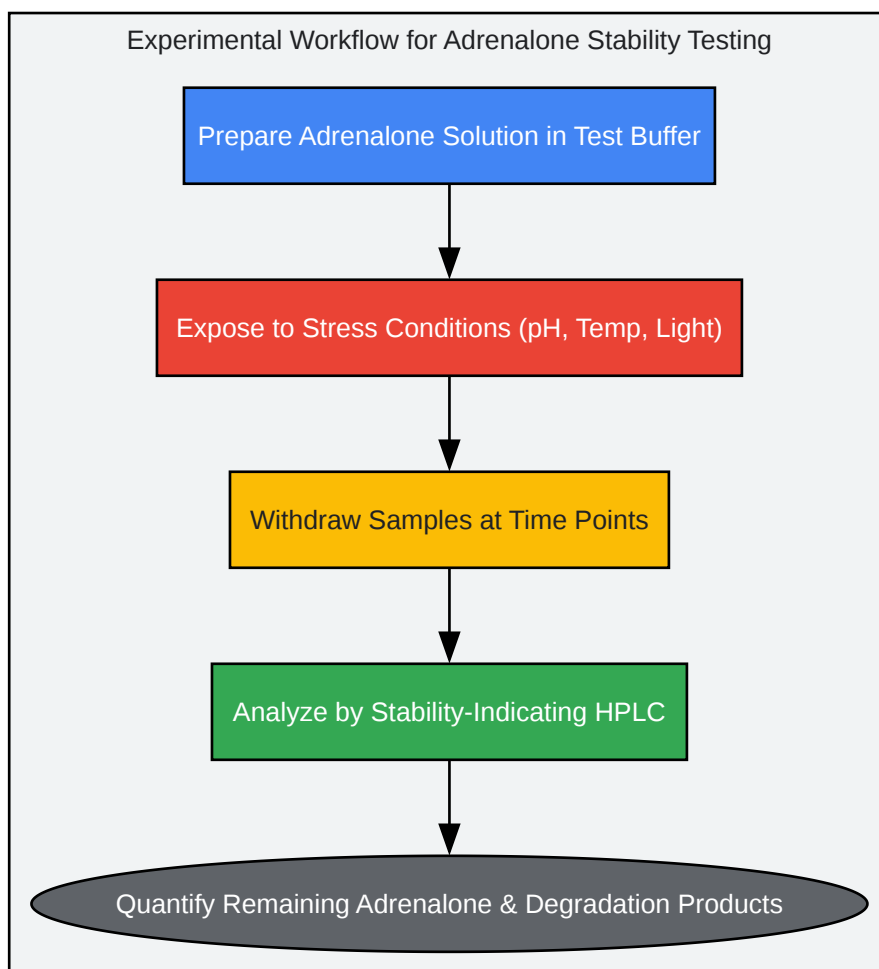 Experimental Workflow for Adrenalone Stability Testing
Prepare Adrenalone Solution in Test Buffer
Expose to Stress Conditions (pH, Temp, Light)
Withdraw Samples at Time Points
Analyze by Stability-Indicating HPLC
Quantify Remaining Adrenalone & Degradation Products